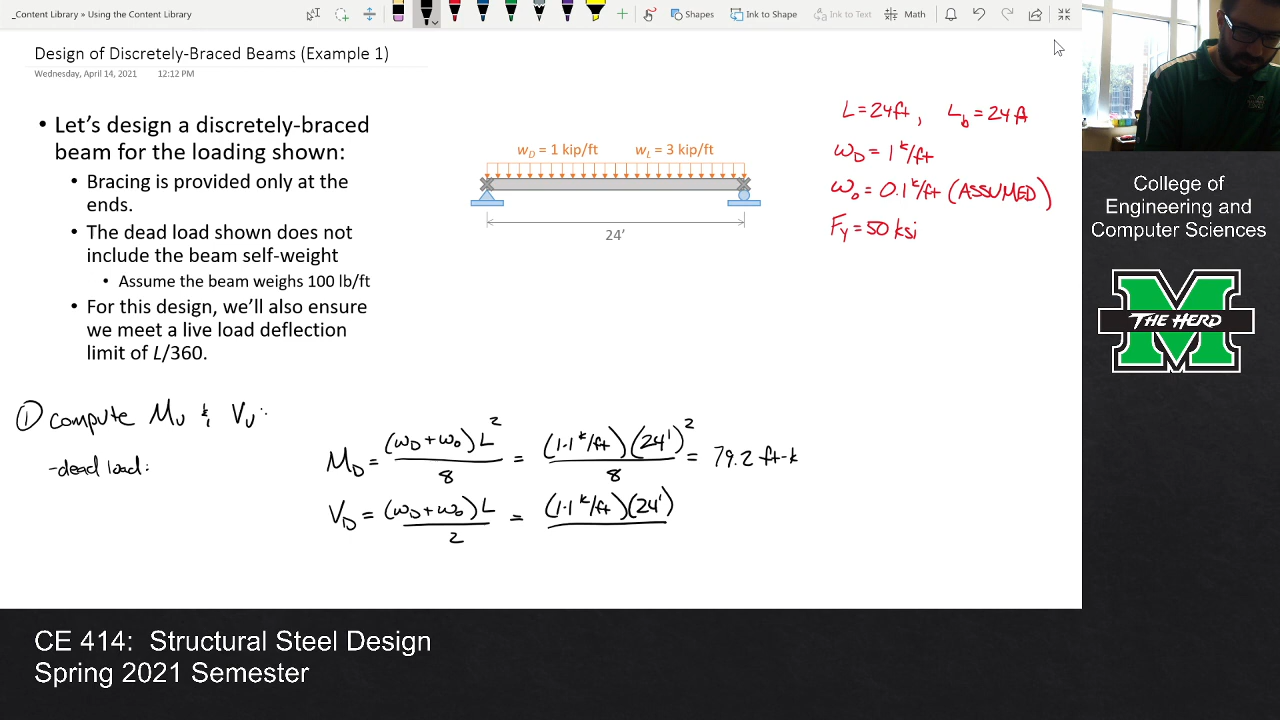 _Content Library » Using the Content Library
Shapes
Ink to Shape
Ink to Text
Math
Design of Discretely-Braced Beams (Example 1)
Wednesday, April 14, 2021 12:12 PM
• Let's design a discretely-braced
beam for the loading shown:
• Bracing is provided only at the
ends.
• The dead load shown does not
include the beam self-weight
• Assume the beam weighs 100 lb/ft
• For this design, we'll also ensure
we meet a live load deflection
limit of L/360.
w_D = 1 kip/ft w_L = 3 kip/ft
24'
L = 24ft, L_b = 24ft
ω_D = 1 k/ft
ω_o = 0.1 k/ft (ASSUMED)
F_y = 50 ksi
① compute M_U & V_U:
-dead load:
M_D = (ω_D + ω_o) L² / 8 = (1.1 k/ft)(24')² / 8 = 79.2 ft-k
V_D = (ω_D + ω_o) L / 2 = (1.1 k/ft)(24')
College of
Engineering and
Computer Sciences
THE HERD
CE 414: Structural Steel Design
Spring 2021 Semester